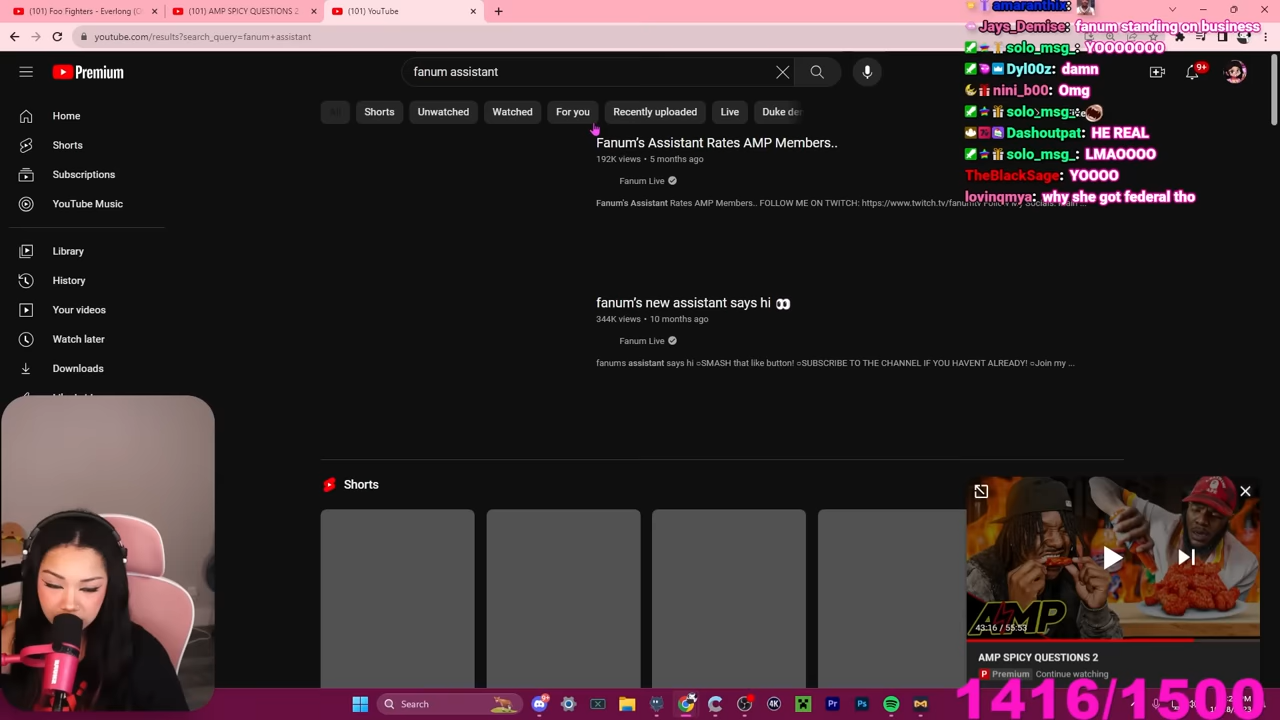 (101) Foo Fighters - Everlong (O
(101) AMP SPICY QUESTIONS 2
(101) YouTube
youtube.com/results?search_query=fanum+assistant
Premium
fanum assistant
9+
Shorts
Unwatched
Watched
For you
Recently uploaded
Live
Duke de
Home
Shorts
Subscriptions
YouTube Music
Library
History
Your videos
Watch later
Downloads
Fanum's Assistant Rates AMP Members..
192K views • 5 months ago
Fanum Live
Fanum's Assistant Rates AMP Members.. FOLLOW ME ON TWITCH: https://www.twitch.tv/fanumtv
fanum's new assistant says hi 👀
344K views • 10 months ago
Fanum Live
fanums assistant says hi ○SMASH that like button! ○SUBSCRIBE TO THE CHANNEL IF YOU HAVENT ALREADY! ○Join my ...
Shorts
amaranthix:
Jays_Demise: fanum standing on business
solo_msg_: YOOOOOOO
Dyl00z: damn
nini_b00: Omg
solo_msg_:
Dashoutpat: HE REAL
solo_msg_: LMAOOOO
TheBlackSage: YOOOO
lovingmya: why she got federal tho
AMP
43:16 / 55:53
AMP SPICY QUESTIONS 2
P Premium Continue watching
1416/1500
Search